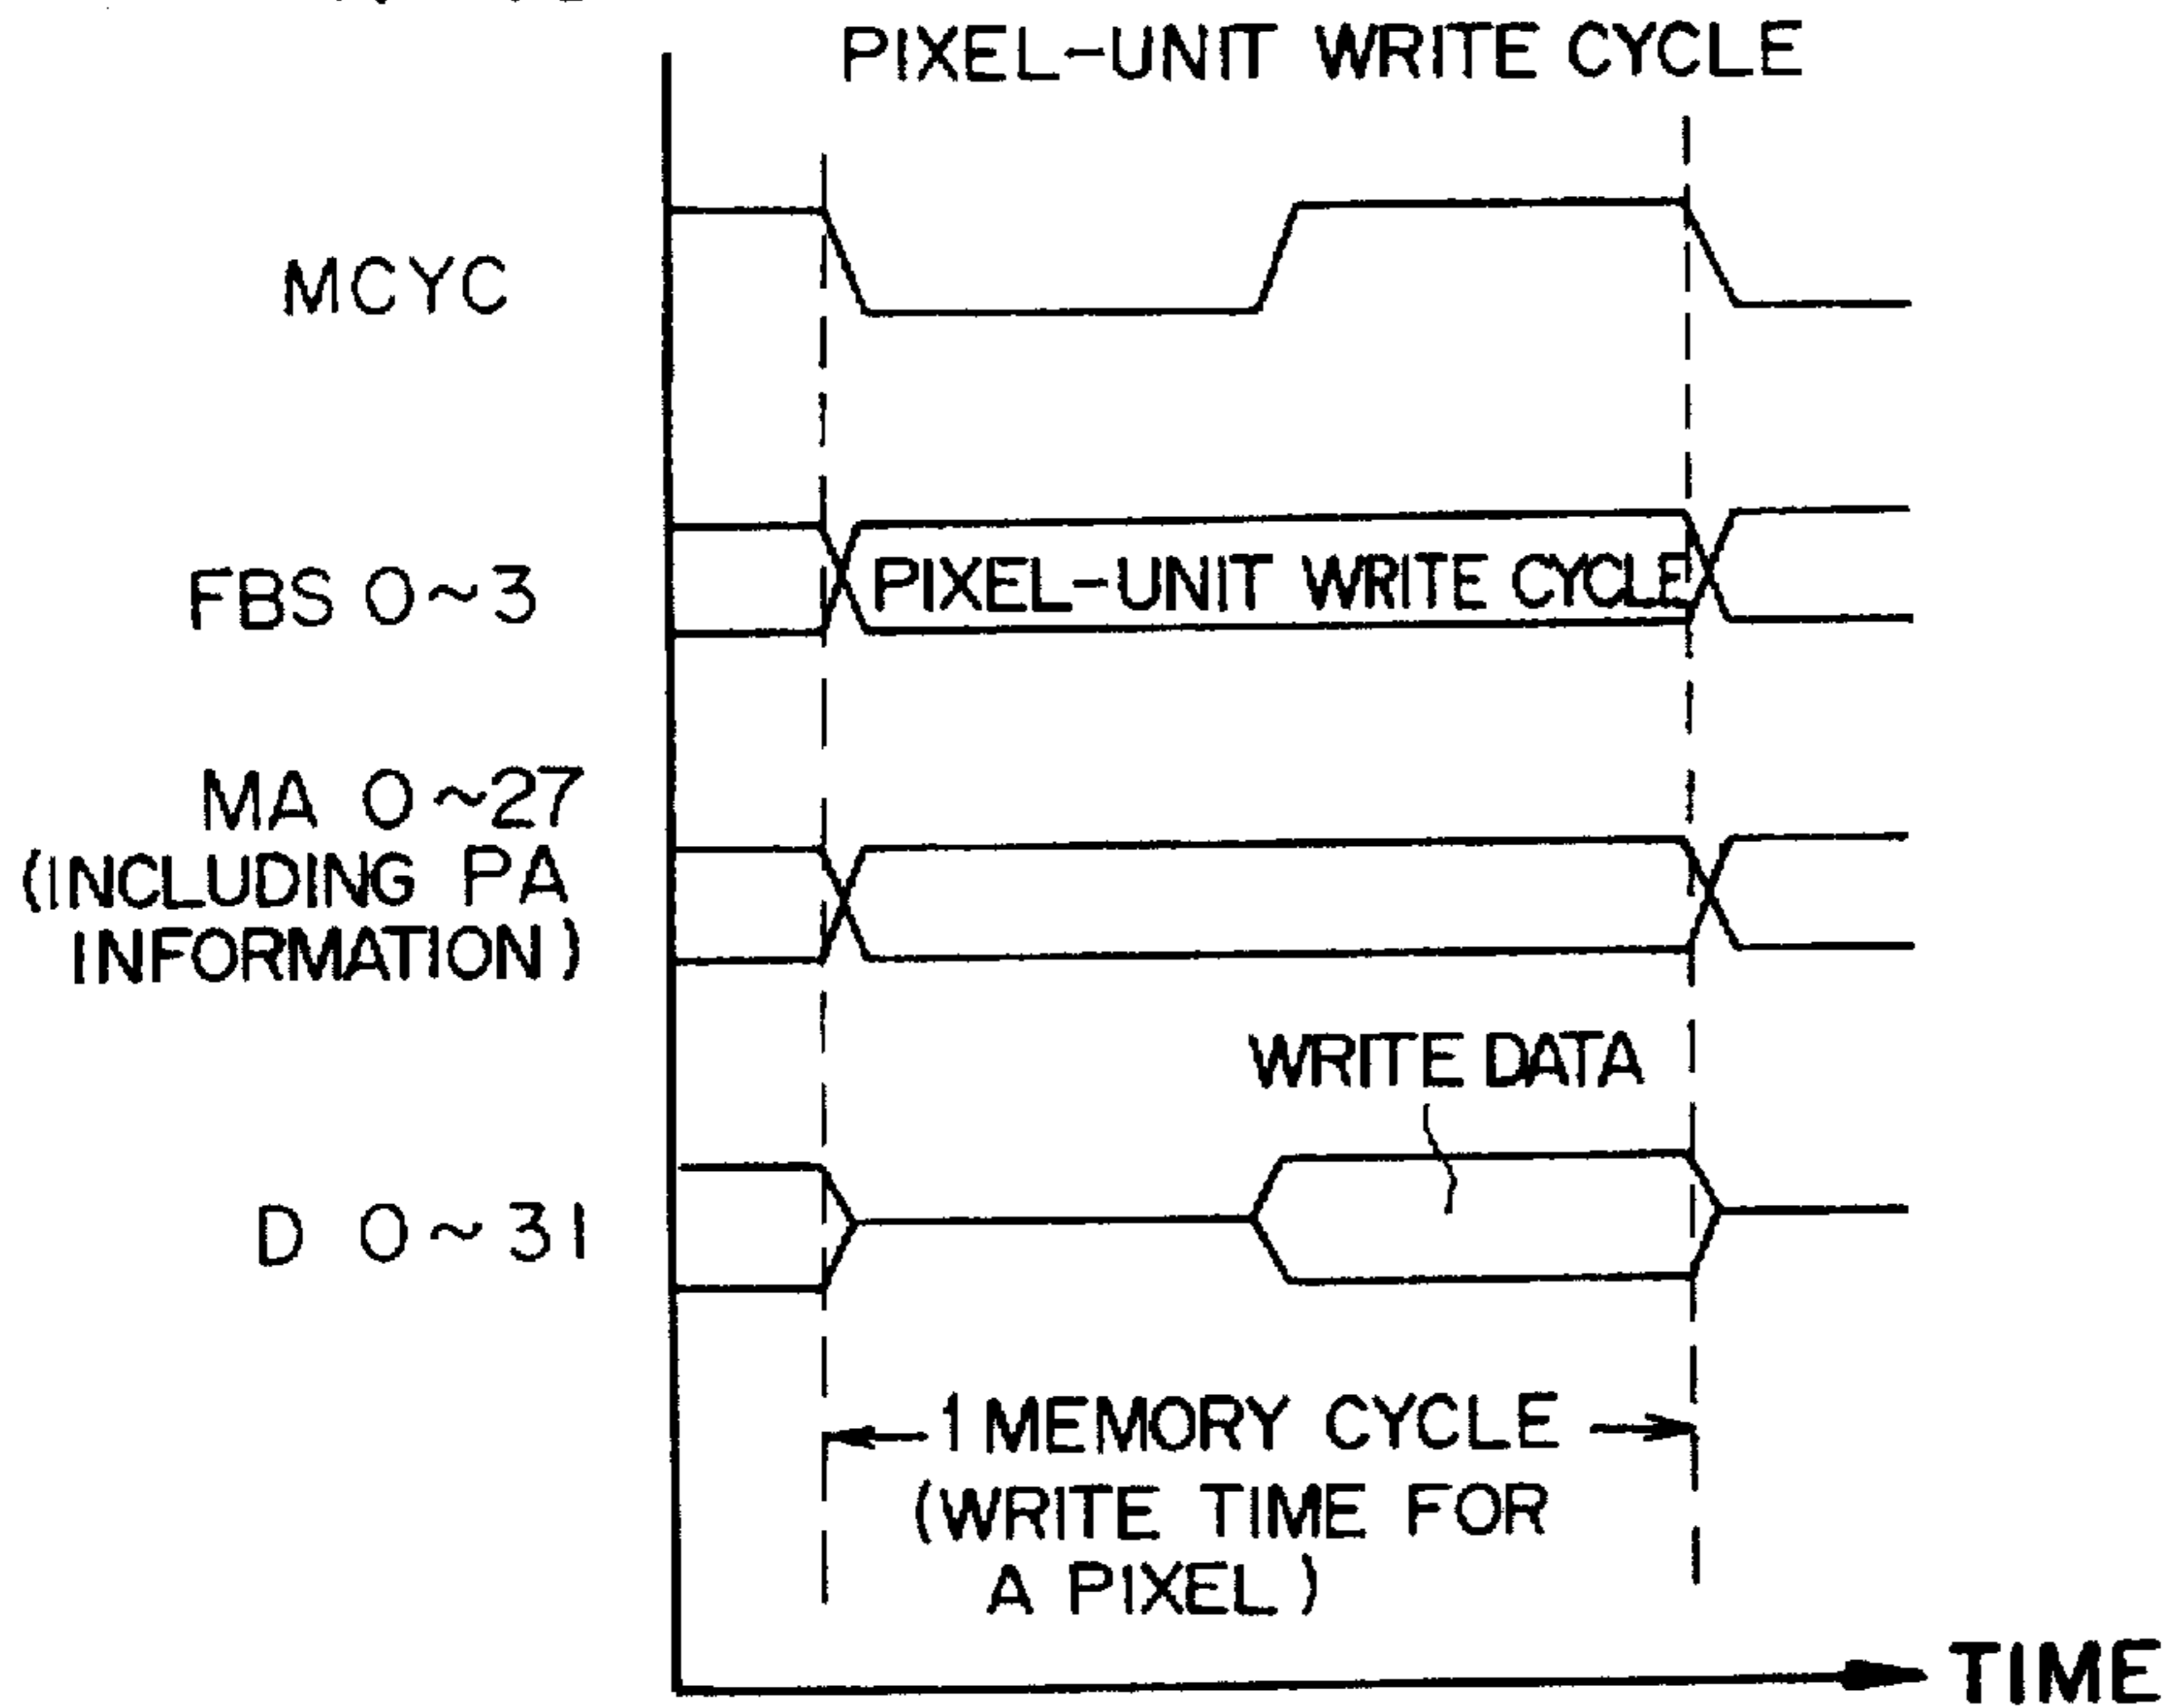 PIXEL-UNIT WRITE CYCLE
MCYC
FBS 0~3
PIXEL-UNIT WRITE CYCLE
MA 0~27
(INCLUDING PA
INFORMATION)
WRITE DATA
D 0~31
1 MEMORY CYCLE
(WRITE TIME FOR
A PIXEL)
TIME